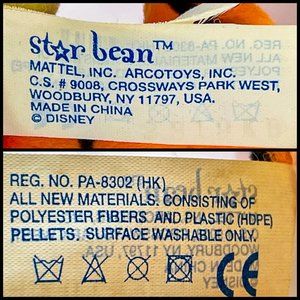 star bean™
MATTEL, INC. ARCOTOYS, INC.
C.S. # 9008, CROSSWAYS PARK WEST,
WOODBURY, NY 11797, USA.
MADE IN CHINA
© DISNEY
REG. NO. PA-8302 (HK)
ALL NEW MATERIALS. CONSISTING OF
POLYESTER FIBERS AND PLASTIC (HDPE)
PELLETS. SURFACE WASHABLE ONLY.
CE